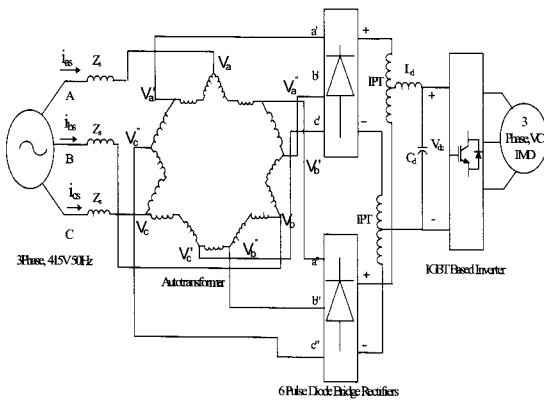 i_as Z_s
A
i_bs Z_s
B
i_cs Z_s
C
3Phase, 415V 50Hz
V_a
V_a'
V_a"
V_c"
V_b'
V_c
V_b
V_c'
V_b"
Autotransformer
a'
b'
c'
a"
b"
c"
+
-
+
-
6 Pulse Diode Bridge Rectifiers
IPT
IPT
L_d
C_d
+
V_dc
-
IGBT Based Inverter
3
Phase, VC
IMD